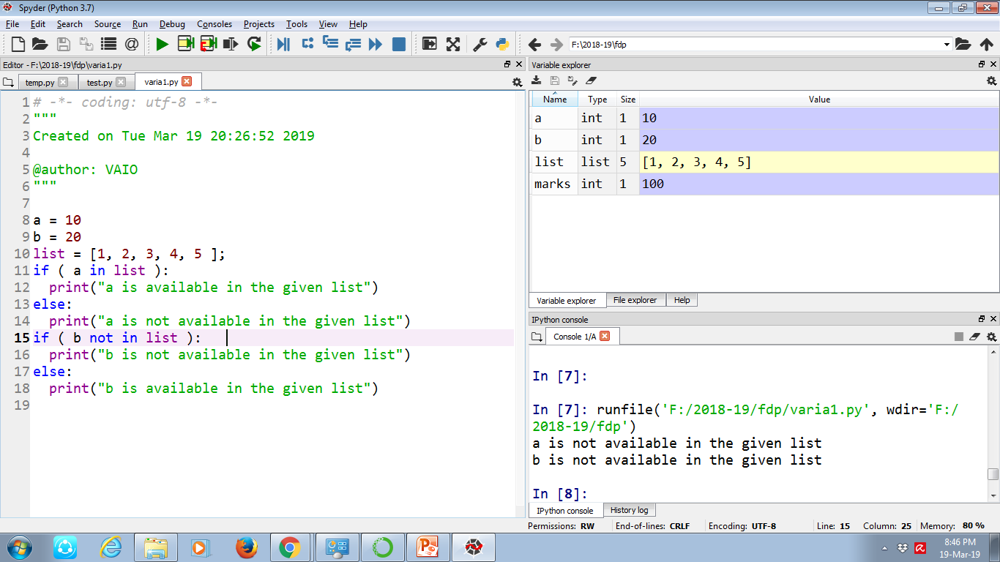 Spyder (Python 3.7)
File Edit Search Source Run Debug Consoles Projects Tools View Help
F:\2018-19\fdp
Editor - F:\2018-19\fdp\varia1.py
temp.py test.py varia1.py
1 # -*- coding: utf-8 -*-
2 """
3 Created on Tue Mar 19 20:26:52 2019
4
5 @author: VAIO
6 """
7
8 a = 10
9 b = 20
10 list = [1, 2, 3, 4, 5 ];
11 if ( a in list ):
12   print("a is available in the given list")
13 else:
14   print("a is not available in the given list")
15 if ( b not in list ):
16   print("b is not available in the given list")
17 else:
18   print("b is available in the given list")
19
Variable explorer
Name Type Size Value
a int 1 10
b int 1 20
list list 5 [1, 2, 3, 4, 5]
marks int 1 100
Variable explorer File explorer Help
IPython console
Console 1/A
In [7]:
In [7]: runfile('F:/2018-19/fdp/varia1.py', wdir='F:/
2018-19/fdp')
a is not available in the given list
b is not available in the given list
In [8]:
IPython console History log
Permissions: RW End-of-lines: CRLF Encoding: UTF-8 Line: 15 Column: 25 Memory: 80 %
8:46 PM
19-Mar-19